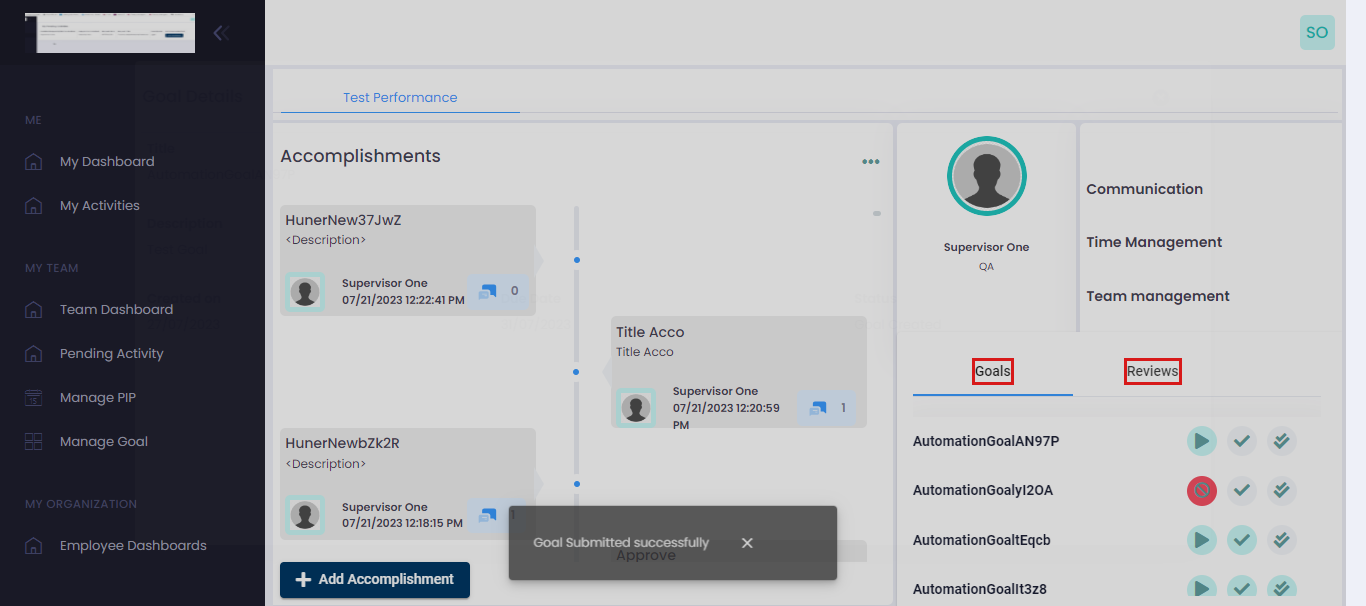 SO
ME
My Dashboard
My Activities
MY TEAM
Team Dashboard
Pending Activity
Manage PIP
Manage Goal
MY ORGANIZATION
Employee Dashboards
Test Performance
Accomplishments
HunerNew37JwZ
<Description>
Supervisor One
07/21/2023 12:22:41 PM
0
Title Acco
Title Acco
Supervisor One
07/21/2023 12:20:59
PM
1
HunerNewbZk2R
<Description>
Supervisor One
07/21/2023 12:18:15 PM
1
Approve
Goal Submitted successfully
Add Accomplishment
Supervisor One
QA
Communication
Time Management
Team management
Goals
Reviews
AutomationGoalAN97P
AutomationGoalyI2OA
AutomationGoaltEqcb
AutomationGoalIt3z8